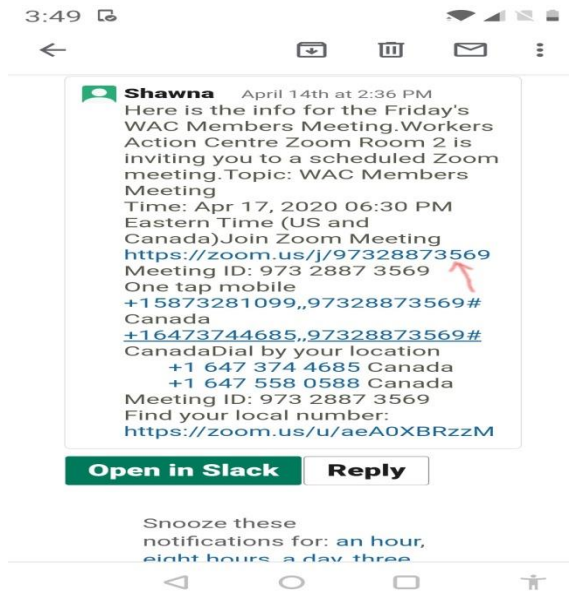 3:49
Shawna April 14th at 2:36 PM
Here is the info for the Friday's
WAC Members Meeting.Workers
Action Centre Zoom Room 2 is
inviting you to a scheduled Zoom
meeting.Topic: WAC Members
Meeting
Time: Apr 17, 2020 06:30 PM
Eastern Time (US and
Canada)Join Zoom Meeting
https://zoom.us/j/97328873569
Meeting ID: 973 2887 3569
One tap mobile
+15873281099,,97328873569#
Canada
+16473744685,,97328873569#
CanadaDial by your location
+1 647 374 4685 Canada
+1 647 558 0588 Canada
Meeting ID: 973 2887 3569
Find your local number:
https://zoom.us/u/aeA0XBRzzM
Open in Slack Reply
Snooze these
notifications for: an hour,
eight hours, a day, three